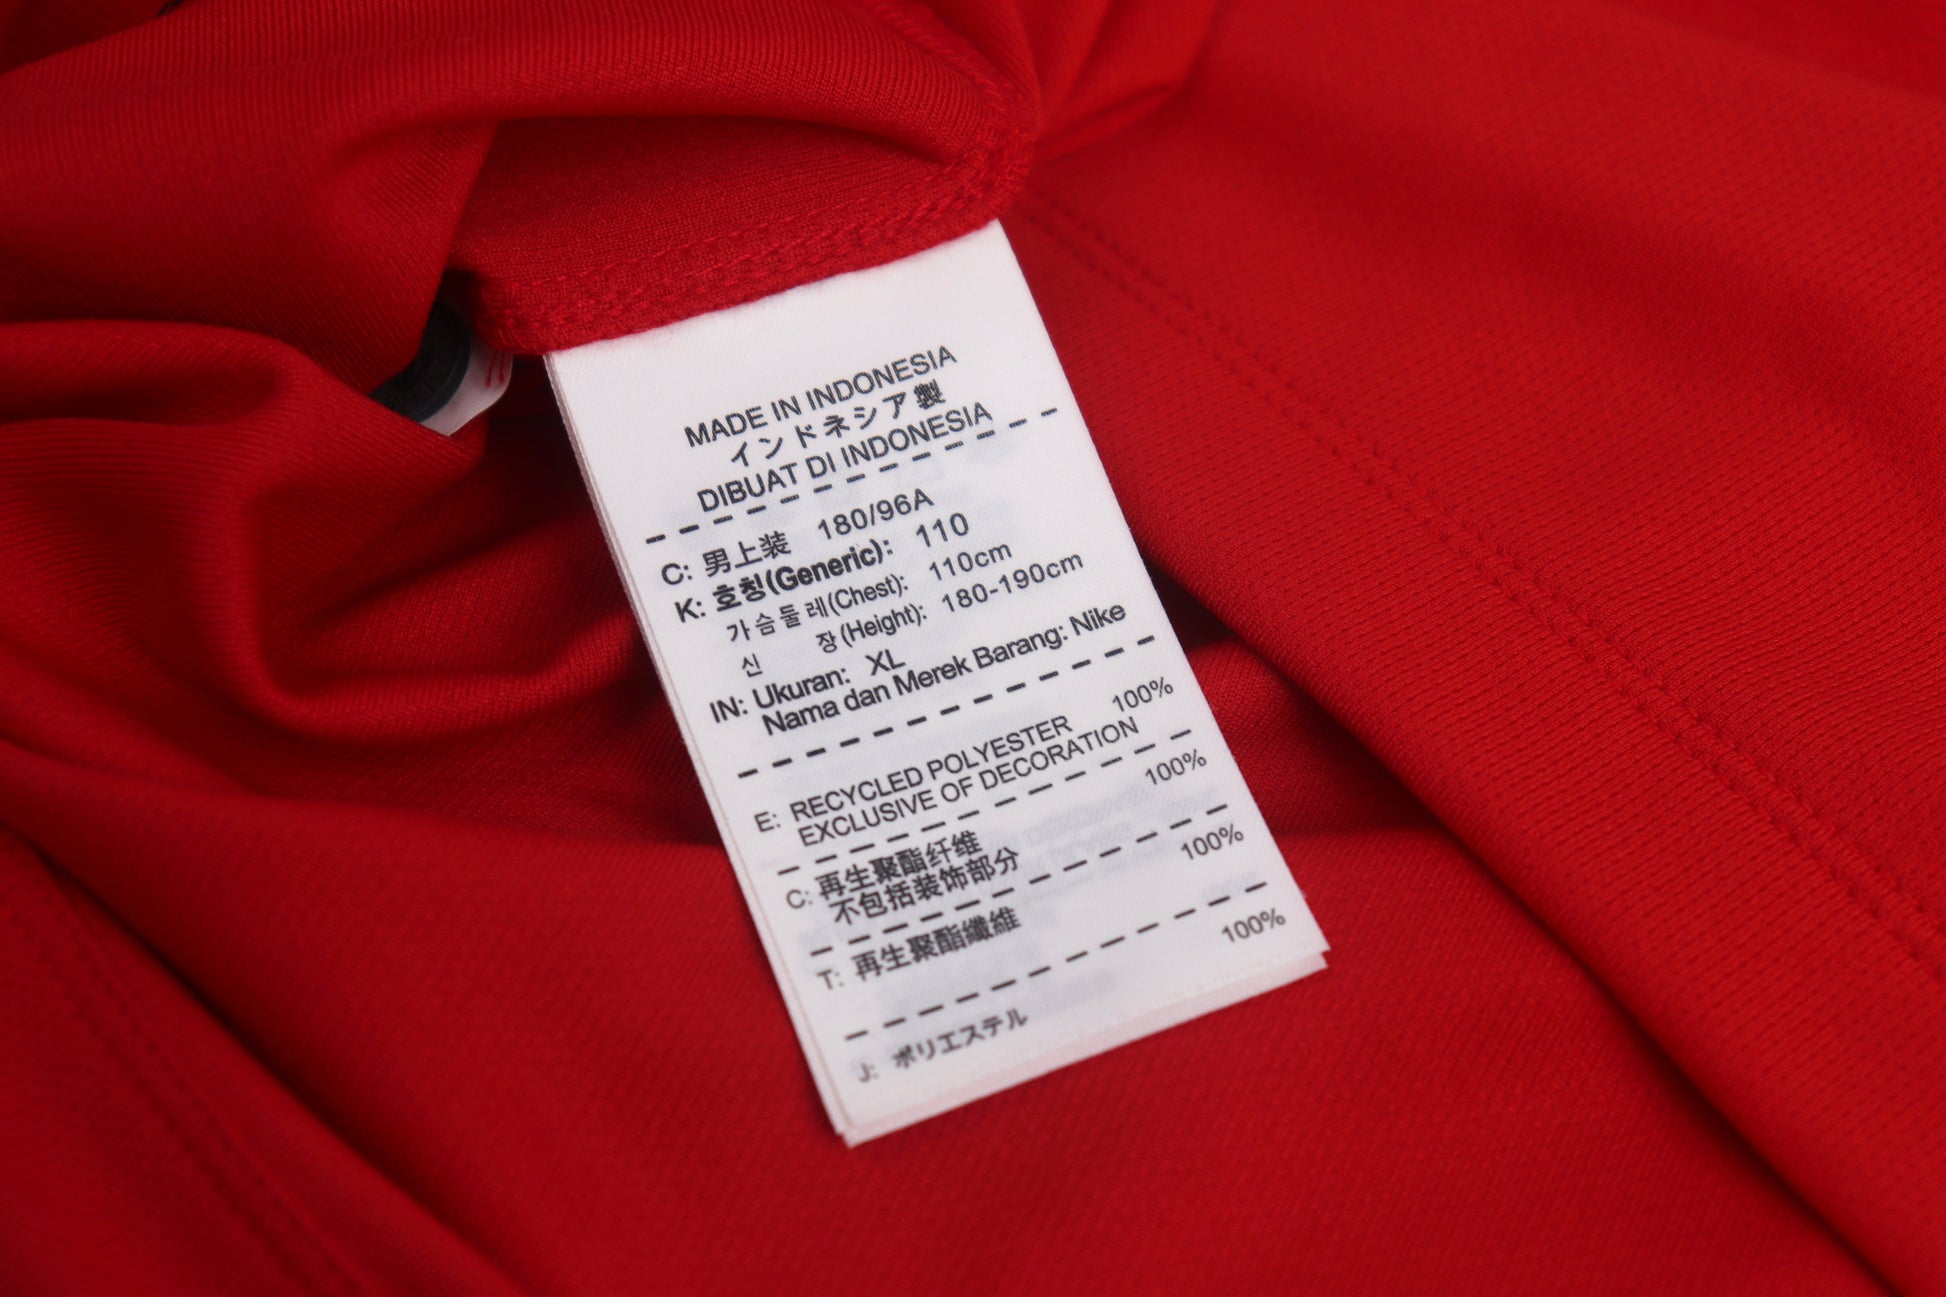 MADE IN INDONESIA
インドネシア製
DIBUAT DI INDONESIA
C: 男上装 180/96A
K: 호칭(Generic): 110
가슴둘레(Chest): 110cm
신 장(Height): 180-190cm
IN: Ukuran: XL
Nama dan Merek Barang: Nike
E: RECYCLED POLYESTER 100%
EXCLUSIVE OF DECORATION
C: 再生聚酯纤维 100%
不包括装饰部分
T: 再生聚酯纖維 100%
J: ポリエステル 100%